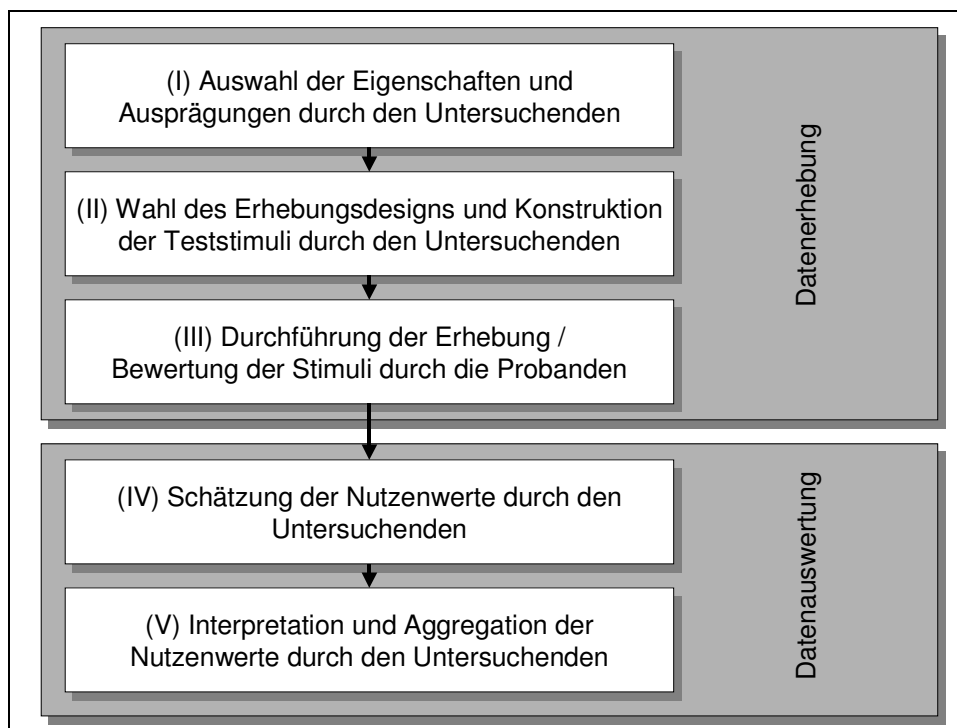 (I) Auswahl der Eigenschaften und
Ausprägungen durch den Untersuchenden
(II) Wahl des Erhebungsdesigns und Konstruktion
der Teststimuli durch den Untersuchenden
(III) Durchführung der Erhebung /
Bewertung der Stimuli durch die Probanden
Datenerhebung
(IV) Schätzung der Nutzenwerte durch den
Untersuchenden
(V) Interpretation und Aggregation der
Nutzenwerte durch den Untersuchenden
Datenauswertung